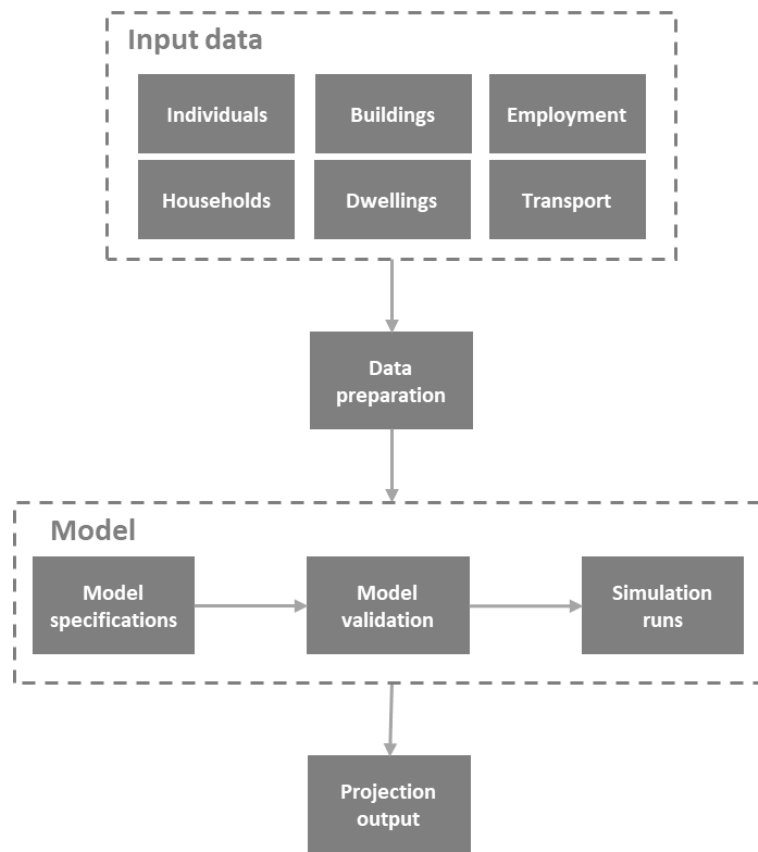 Input data
Individuals
Buildings
Employment
Households
Dwellings
Transport
Data
preparation
Model
Model
specifications
Model
validation
Simulation
runs
Projection
output